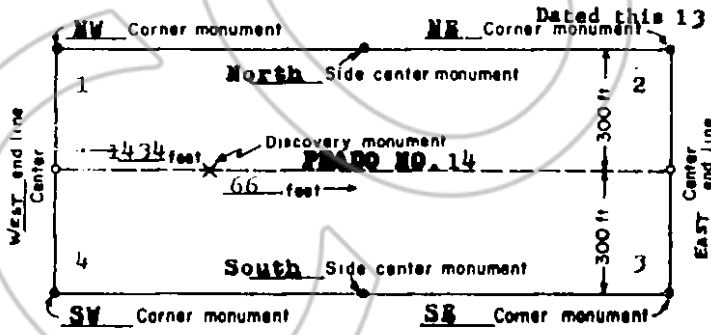 Dated this 13
NW Corner monument NE Corner monument
1 North Side center monument 2
300 ft
1434 feet Discovery monument
PRADO NO. 14
66 feet
WEST end line
Center
Center
EAST end line
300 ft
4 South Side center monument 3
SW Corner monument SE Corner monument